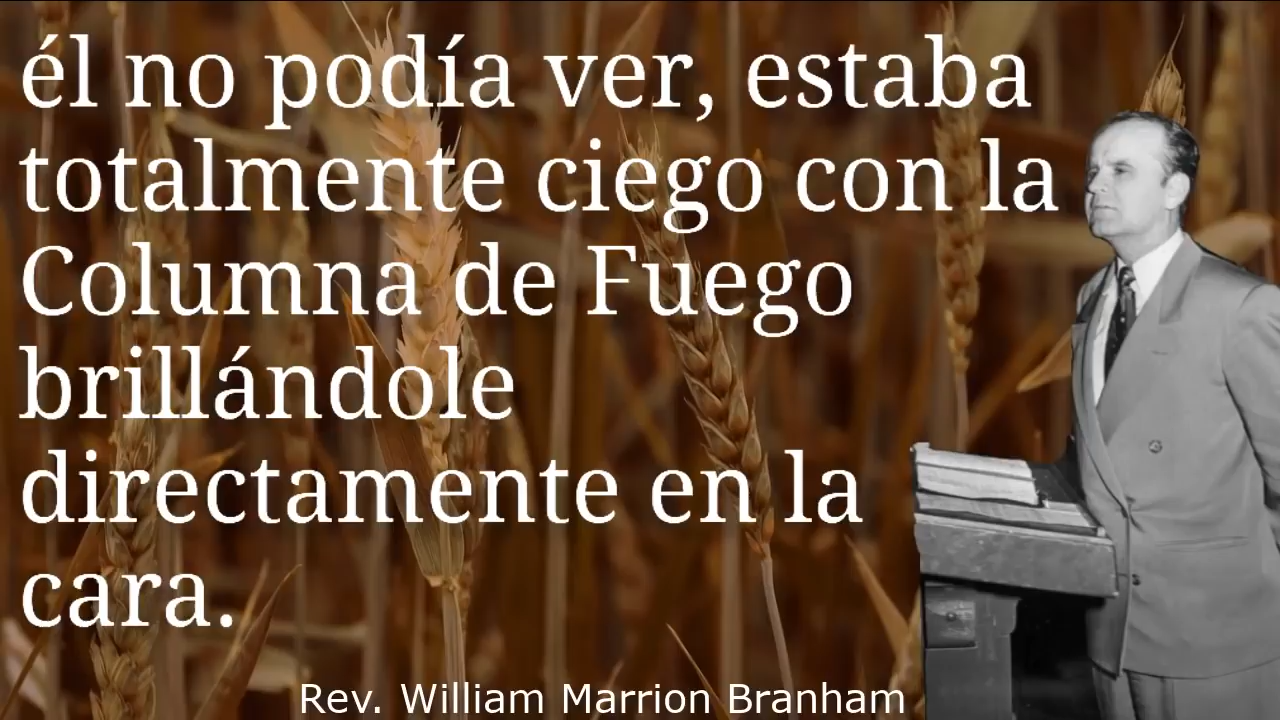 él no podía ver, estaba
totalmente ciego con la
Columna de Fuego
brillándole
directamente en la
cara.
Rev. William Marrion Branham